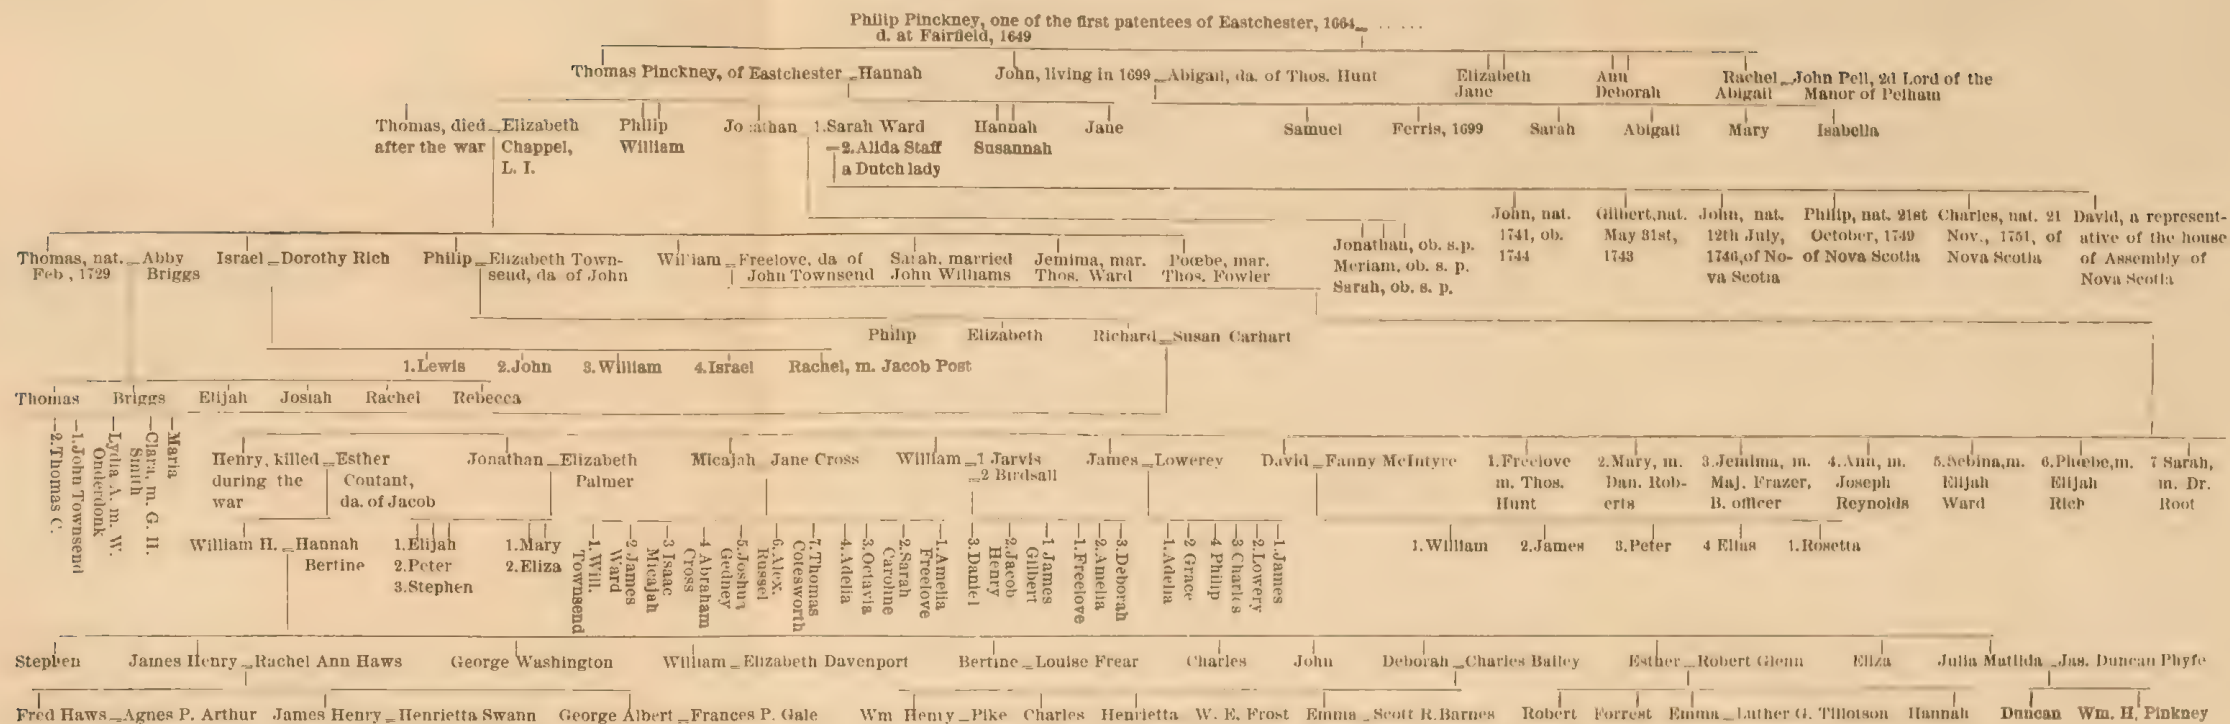 Philip Pinckney, one of the first patentees of Eastchester, 1664
d. at Fairfield, 1649
Thomas Pinckney, of Eastchester Hannah
John, living in 1699 Abigail, da. of Thos. Hunt
Elizabeth
Jane
Ann
Deborah
Rachel
Abigail
John Pell, 2d Lord of the
Manor of Pelham
Thomas, died
after the war
Elizabeth
Chappel,
L. I.
Philip
William
Jonathan
1.Sarah Ward
2.Alida Staff
a Dutch lady
Hannah
Susannah
Jane
Samuel
Ferris, 1699
Sarah
Abigail
Mary
Isabella
Thomas, nat.
Feb , 1729
Abby
Briggs
Israel Dorothy Rich
Philip
Elizabeth Town-
send, da of John
William
Freelove, da of
John Townsend
Sarah, married
John Williams
Jemima, mar.
Thos. Ward
Phœbe, mar.
Thos. Fowler
Jonathan, ob. s.p.
Meriam, ob. s. p.
Sarah, ob. s. p.
John, nat.
1741, ob.
1744
Gilbert, nat.
May 31st,
1743
John, nat.
12th July,
1746, of No-
va Scotia
Philip, nat. 21st
October, 1749
of Nova Scotia
Charles, nat. 21
Nov., 1751, of
Nova Scotia
David, a represent-
ative of the house
of Assembly of
Nova Scotia
Philip
Elizabeth
Richard Susan Carhart
1.Lewis
2.John
3.William
4.Israel
Rachel, m. Jacob Post
Thomas
Briggs
Elijah
Josiah
Rachel
Rebecca
2.Thomas C.
1.John Townsend
Lydia A. m. W.
Onderdonk
Clara, m. G. H.
Smith
Maria
Henry, killed
during the
war
Esther
Coutant,
da. of Jacob
Jonathan
Elizabeth
Palmer
Micajah Jane Cross
William
1 Jarvis
2 Birdsall
James Lowerey
David Fanny McIntyre
1.Freelove
m. Thos.
Hunt
2.Mary, m.
Dan. Rob-
erts
3.Jemima, m.
Maj. Frazer,
B. officer
4.Ann, m.
Joseph
Reynolds
5.Sebina, m.
Elijah
Ward
6.Phœbe, m.
Elijah
Rich
7 Sarah,
m. Dr.
Root
William H.
Hannah
Bertine
1.Elijah
2.Peter
3.Stephen
1.Mary
2.Eliza
1.Will.
Townsend
2.James
Ward
3 Isaac
Micajah
4 Abraham
Cross
5.Joshua
Gedney
6.Alex.
Russel
7.Thomas
Cotesworth
4.Adelia
3.Octavia
Caroline
2.Sarah
Freelove
1.Amelia
3.Daniel
2.Jacob
Henry
1 James
Gilbert
1.Freelove
2.Amelia
3.Deborah
1.Adelia
2 Grace
4 Philip
3 Charles
2.Lowery
1.James
1.William
2.James
3.Peter
4 Elias
1.Rosetta
Stephen
James Henry Rachel Ann Haws
George Washington
William Elizabeth Davenport
Bertine Louise Frear
Charles
John
Deborah Charles Bailey
Esther Robert Glenn
Eliza
Julia Matilda Jas. Duncan Phyfe
Fred Haws Agnes P. Arthur
James Henry Henrietta Swann
George Albert Frances P. Gale
Wm Henry Pike
Charles
Henrietta
W. E. Frost
Emma Scott R. Barnes
Robert
Forrest
Emma Luther G. Tillotson
Hannah
Duncan
Wm. H. Pinkney